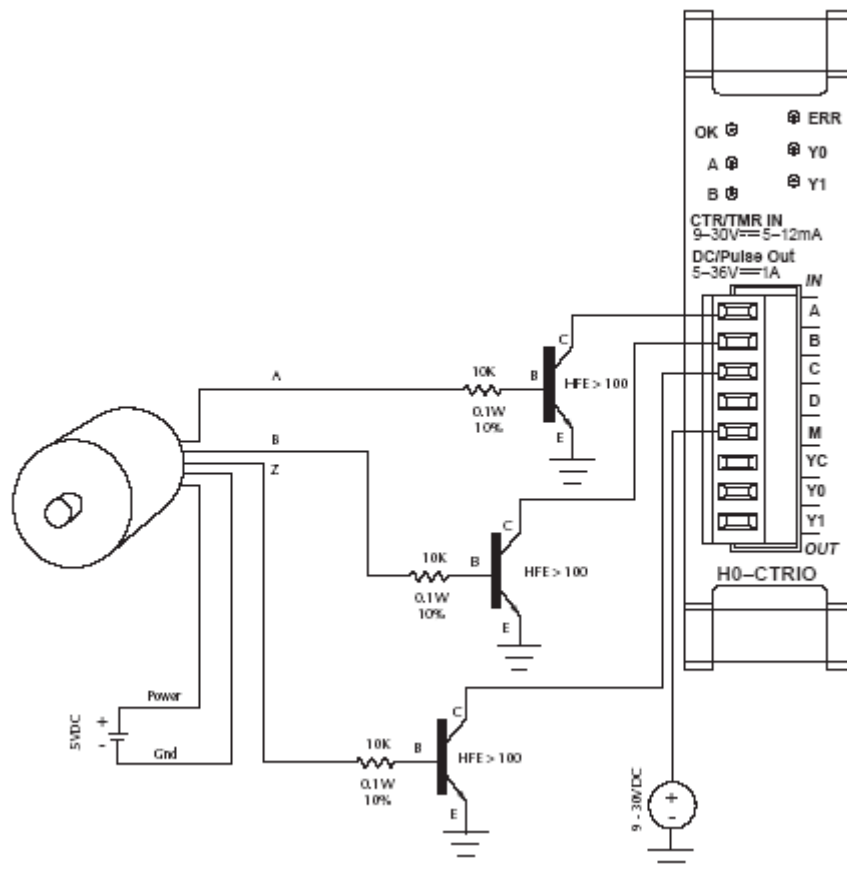 OK
ERR
A
Y0
B
Y1
CTR/TMR IN
9–30V⎓5–12mA
DC/Pulse Out
5–36V⎓1A
IN
A
B
C
D
M
YC
Y0
Y1
OUT
H0–CTRIO
A
10K
0.1W
10%
B
C
HFE > 100
E
B
Z
10K
0.1W
10%
B
C
HFE > 100
E
Power
5VDC
+
-
Gnd
10K
0.1W
10%
B
C
HFE > 100
E
9 - 30VDC
+
-